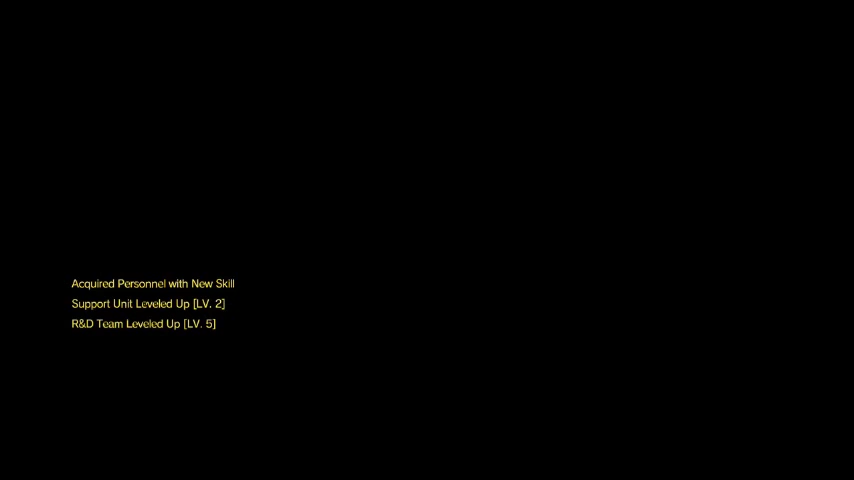 Acquired Personnel with New Skill
Support Unit Leveled Up [LV. 2]
R&D Team Leveled Up [LV. 5]